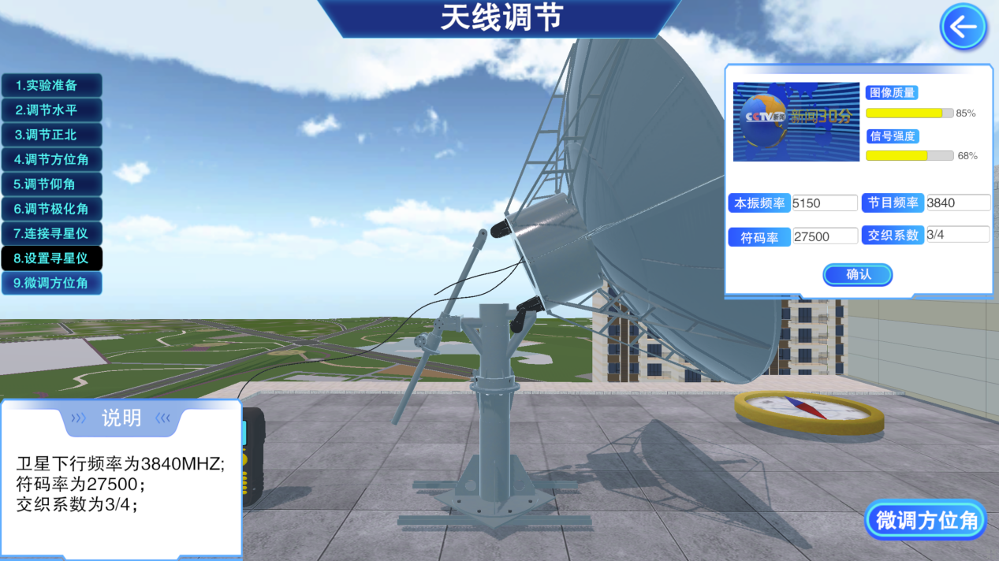 天线调节
1.实验准备
2.调节水平
3.调节正北
4.调节方位角
5.调节仰角
6.调节极化角
7.连接寻星仪
8.设置寻星仪
9.微调方位角
CCTV新闻 新闻30分
图像质量
85%
信号强度
68%
本振频率 5150 节目频率 3840
符码率 27500 交织系数 3/4
确认
说明
卫星下行频率为3840MHZ;
符码率为27500;
交织系数为3/4;
微调方位角